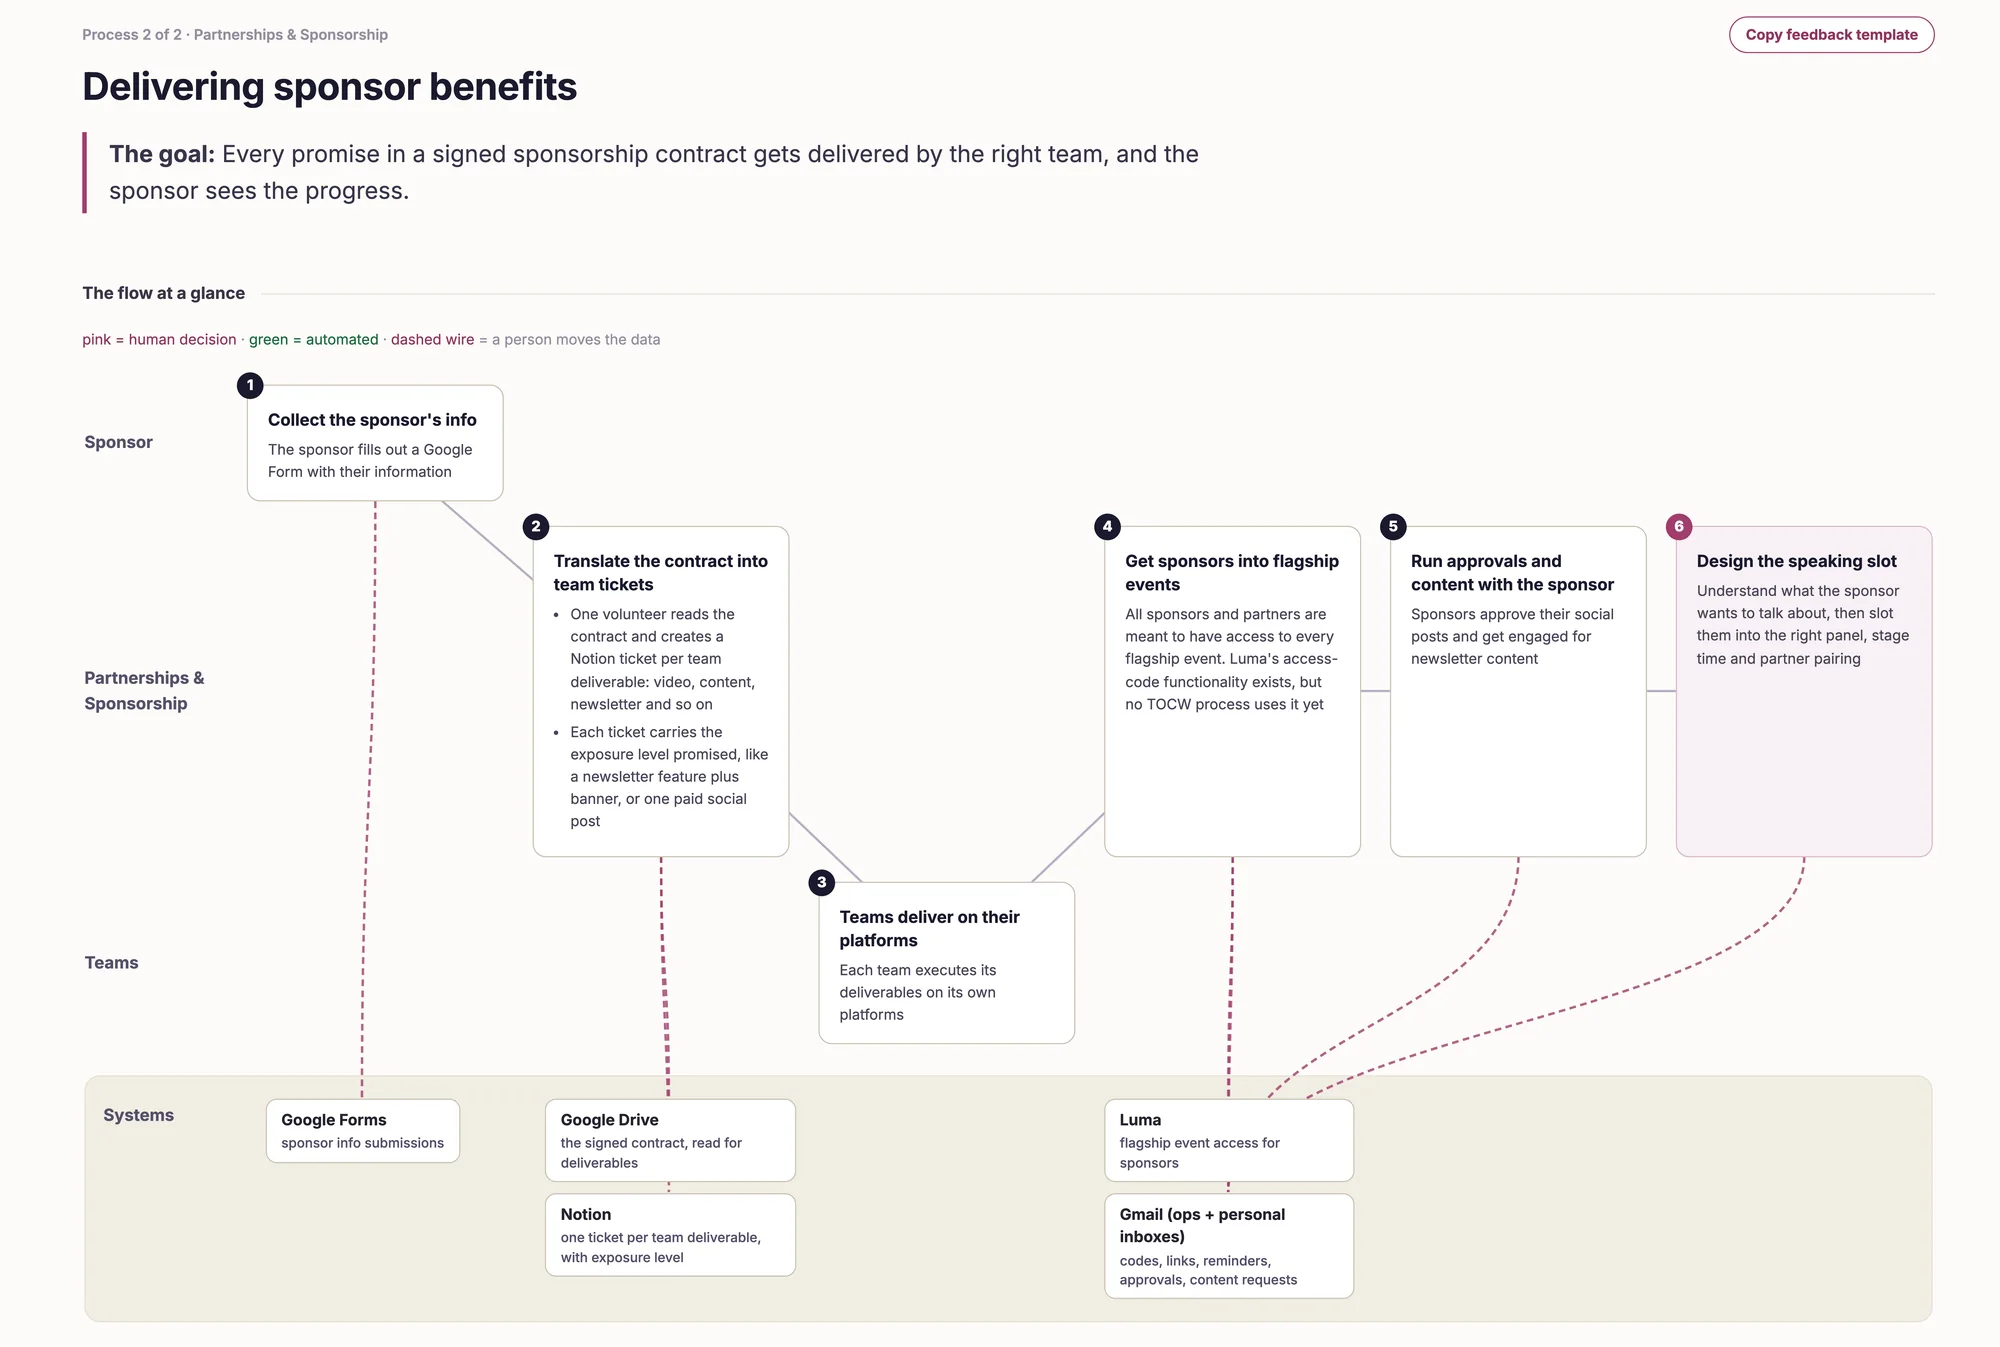 Process 2 of 2 · Partnerships & Sponsorship
Copy feedback template
Delivering sponsor benefits
The goal: Every promise in a signed sponsorship contract gets delivered by the right team, and the
sponsor sees the progress.
The flow at a glance
pink = human decision · green = automated · dashed wire = a person moves the data
Sponsor
1
Collect the sponsor's info
The sponsor fills out a Google
Form with their information
Partnerships &
Sponsorship
2
Translate the contract into
team tickets
• One volunteer reads the
contract and creates a
Notion ticket per team
deliverable: video, content,
newsletter and so on
• Each ticket carries the
exposure level promised, like
a newsletter feature plus
banner, or one paid social
post
4
Get sponsors into flagship
events
All sponsors and partners are
meant to have access to every
flagship event. Luma's access-
code functionality exists, but
no TOCW process uses it yet
5
Run approvals and
content with the sponsor
Sponsors approve their social
posts and get engaged for
newsletter content
6
Design the speaking slot
Understand what the sponsor
wants to talk about, then slot
them into the right panel, stage
time and partner pairing
Teams
3
Teams deliver on their
platforms
Each team executes its
deliverables on its own
platforms
Systems
Google Forms
sponsor info submissions
Google Drive
the signed contract, read for
deliverables
Notion
one ticket per team deliverable,
with exposure level
Luma
flagship event access for
sponsors
Gmail (ops + personal
inboxes)
codes, links, reminders,
approvals, content requests